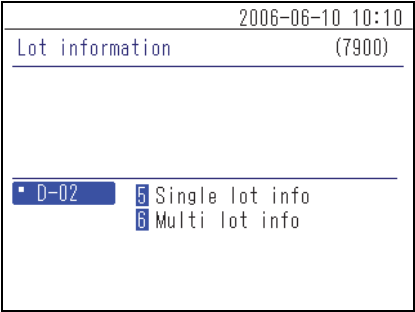 2006-06-10 10:10
Lot information (7900)
D-02
5 Single lot info
6 Multi lot info